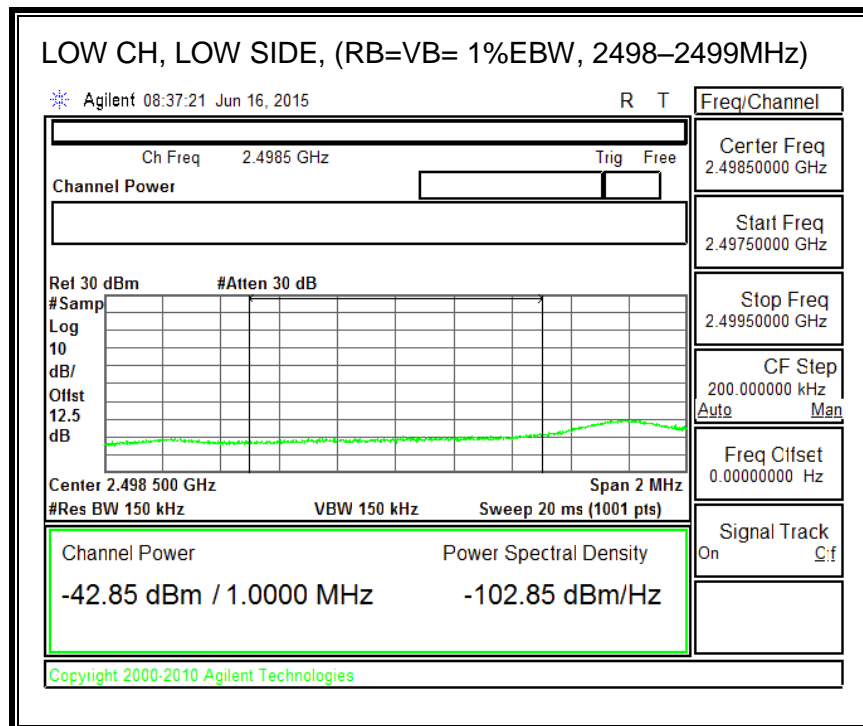 LOW CH, LOW SIDE, (RB=VB= 1%EBW, 2498–2499MHz)
Agilent 08:37:21 Jun 16, 2015 R T
Freq/Channel
Ch Freq 2.4985 GHz Trig Free
Channel Power
Center Freq
2.49850000 GHz
Start Freq
2.49750000 GHz
Stop Freq
2.49950000 GHz
CF Step
200.000000 kHz
Auto Man
Freq Offset
0.00000000 Hz
Signal Track
On Off
Ref 30 dBm #Atten 30 dB
#Samp
Log
10
dB/
Offst
12.5
dB
Center 2.498 500 GHz Span 2 MHz
#Res BW 150 kHz VBW 150 kHz Sweep 20 ms (1001 pts)
Channel Power Power Spectral Density
-42.85 dBm / 1.0000 MHz -102.85 dBm/Hz
Copyright 2000-2010 Agilent Technologies